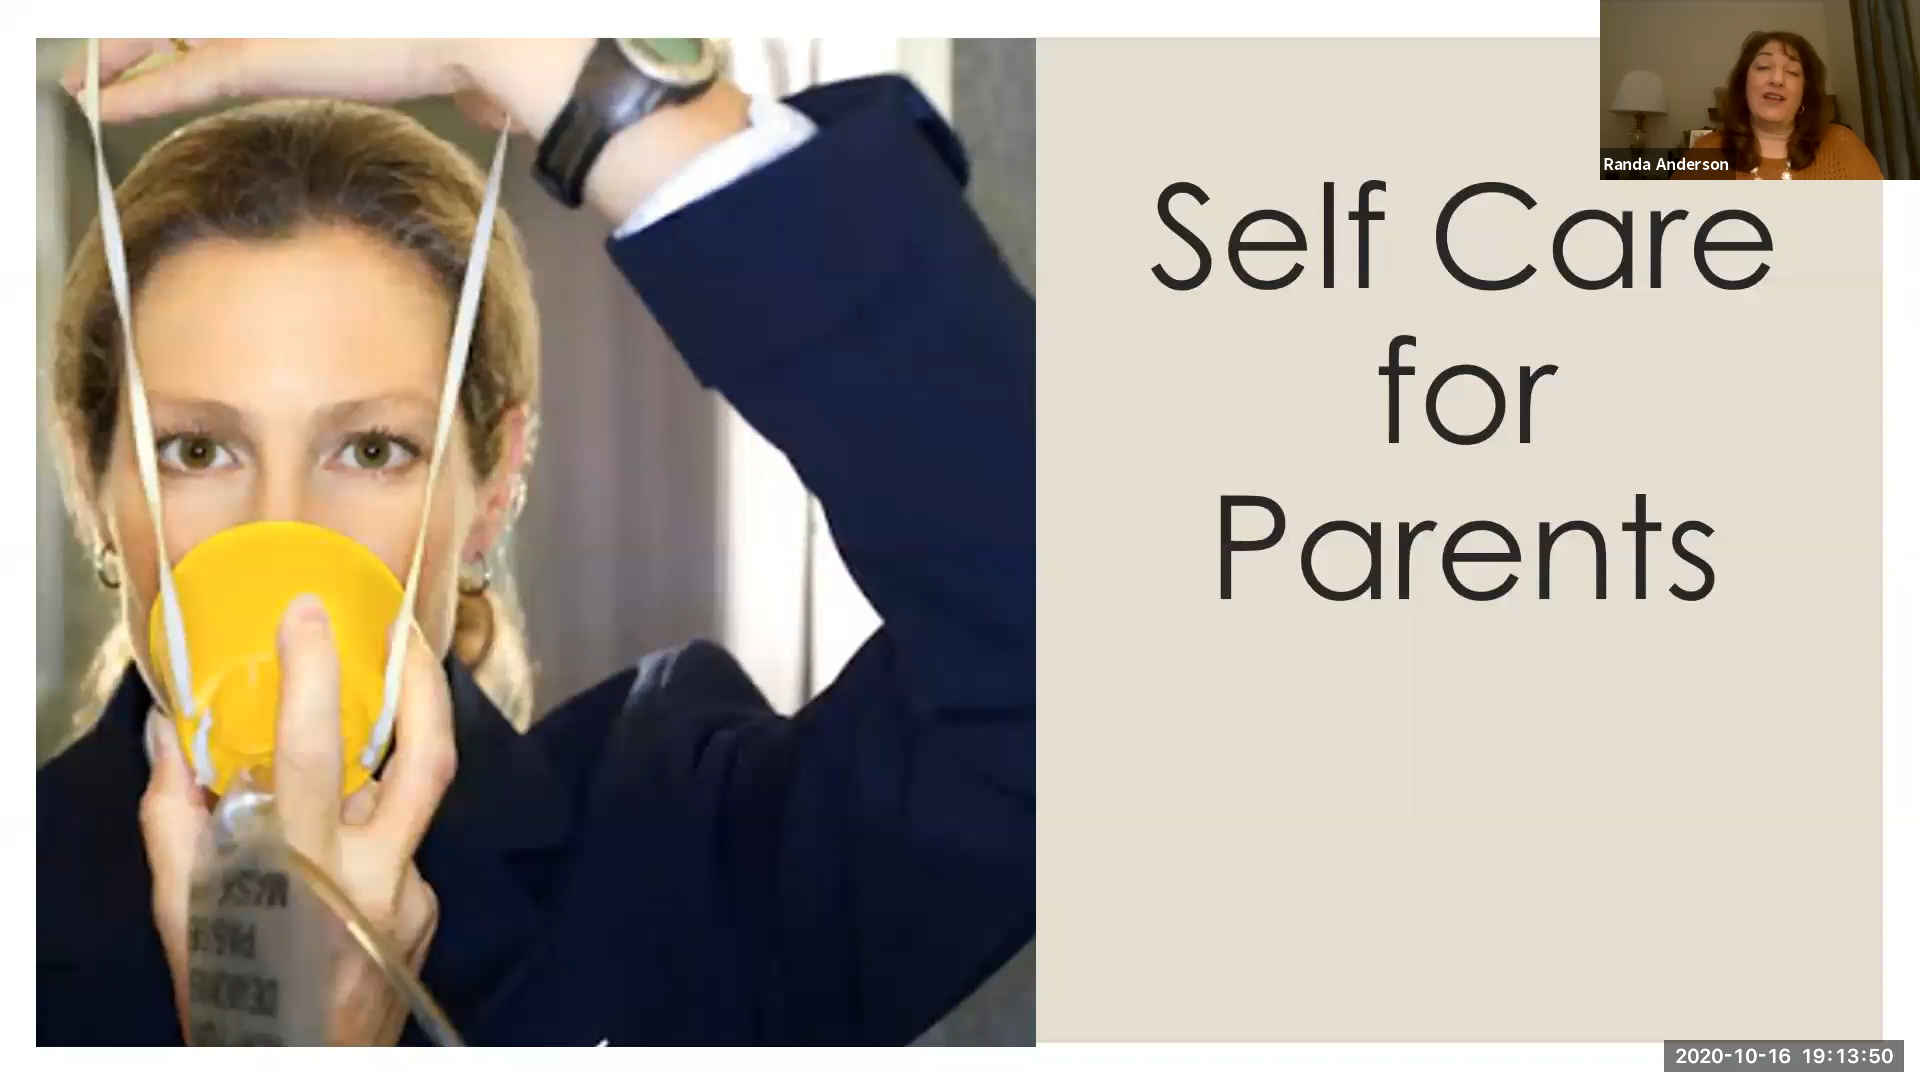 Randa Anderson
Self Care
for
Parents
2020-10-16 19:13:50